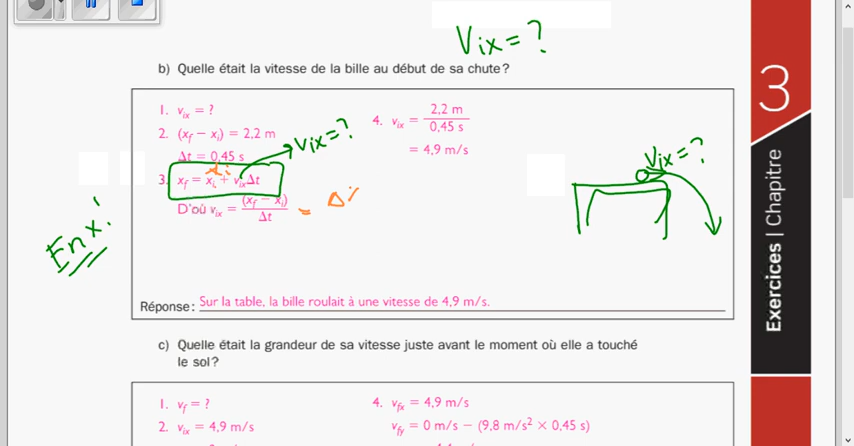 Vix = ?
b) Quelle était la vitesse de la bille au début de sa chute?
1. vix = ?
2. (xf – xi) = 2,2 m
Δt = 0,45 s
3. xf = xi + vixΔt
xi
Vix = ?
D'où vix = (xf – xi) / Δt
=
4. vix = 2,2 m / 0,45 s
= 4,9 m/s
Vix = ?
En x!
Réponse: Sur la table, la bille roulait à une vitesse de 4,9 m/s.
c) Quelle était la grandeur de sa vitesse juste avant le moment où elle a touché
le sol?
1. vf = ?
2. vix = 4,9 m/s
4. vfx = 4,9 m/s
vfy = 0 m/s – (9,8 m/s² × 0,45 s)
3
Exercices | Chapitre